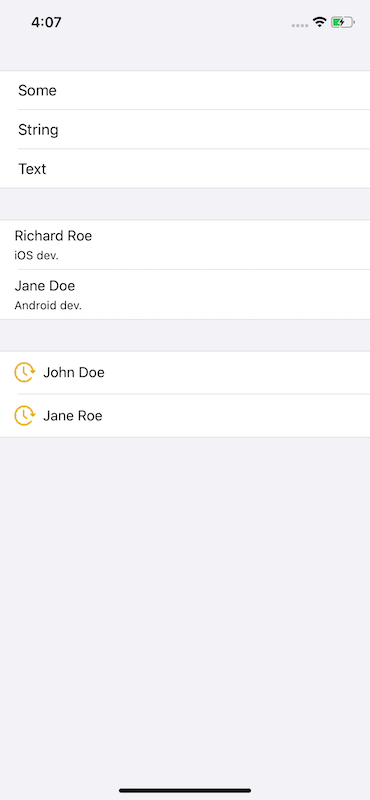 4:07
Some
String
Text
Richard Roe
iOS dev.
Jane Doe
Android dev.
John Doe
Jane Roe